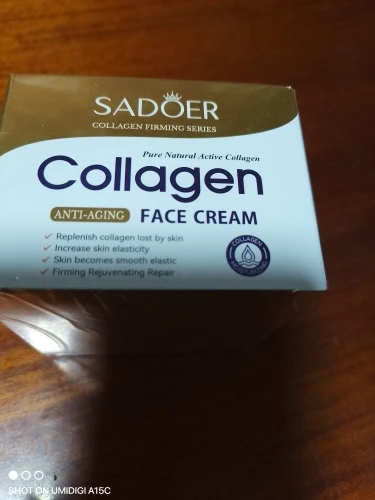 SADOER
COLLAGEN FIRMING SERIES
Pure Natural Active Collagen
Collagen
ANTI-AGING FACE CREAM
✓ Replenish collagen lost by skin
✓ Increase skin elasticity
✓ Skin becomes smooth elastic
✓ Firming Rejuvenating Repair
COLLAGEN
SHOT ON UMIDIGI A15C